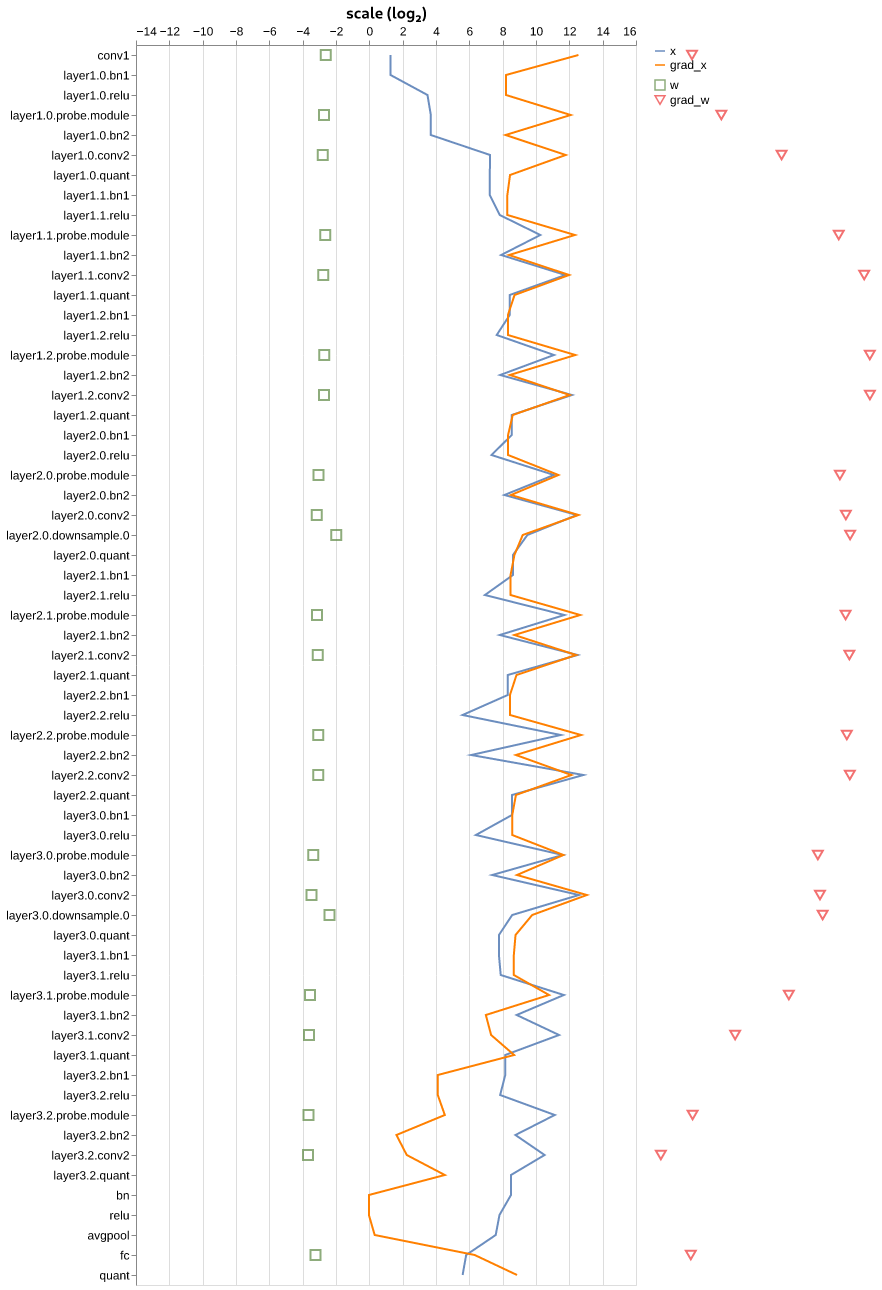 scale (log₂)
−14 −12 −10 −8 −6 −4 −2 0 2 4 6 8 10 12 14 16
x
grad_x
w
grad_w
conv1
layer1.0.bn1
layer1.0.relu
layer1.0.probe.module
layer1.0.bn2
layer1.0.conv2
layer1.0.quant
layer1.1.bn1
layer1.1.relu
layer1.1.probe.module
layer1.1.bn2
layer1.1.conv2
layer1.1.quant
layer1.2.bn1
layer1.2.relu
layer1.2.probe.module
layer1.2.bn2
layer1.2.conv2
layer1.2.quant
layer2.0.bn1
layer2.0.relu
layer2.0.probe.module
layer2.0.bn2
layer2.0.conv2
layer2.0.downsample.0
layer2.0.quant
layer2.1.bn1
layer2.1.relu
layer2.1.probe.module
layer2.1.bn2
layer2.1.conv2
layer2.1.quant
layer2.2.bn1
layer2.2.relu
layer2.2.probe.module
layer2.2.bn2
layer2.2.conv2
layer2.2.quant
layer3.0.bn1
layer3.0.relu
layer3.0.probe.module
layer3.0.bn2
layer3.0.conv2
layer3.0.downsample.0
layer3.0.quant
layer3.1.bn1
layer3.1.relu
layer3.1.probe.module
layer3.1.bn2
layer3.1.conv2
layer3.1.quant
layer3.2.bn1
layer3.2.relu
layer3.2.probe.module
layer3.2.bn2
layer3.2.conv2
layer3.2.quant
bn
relu
avgpool
fc
quant